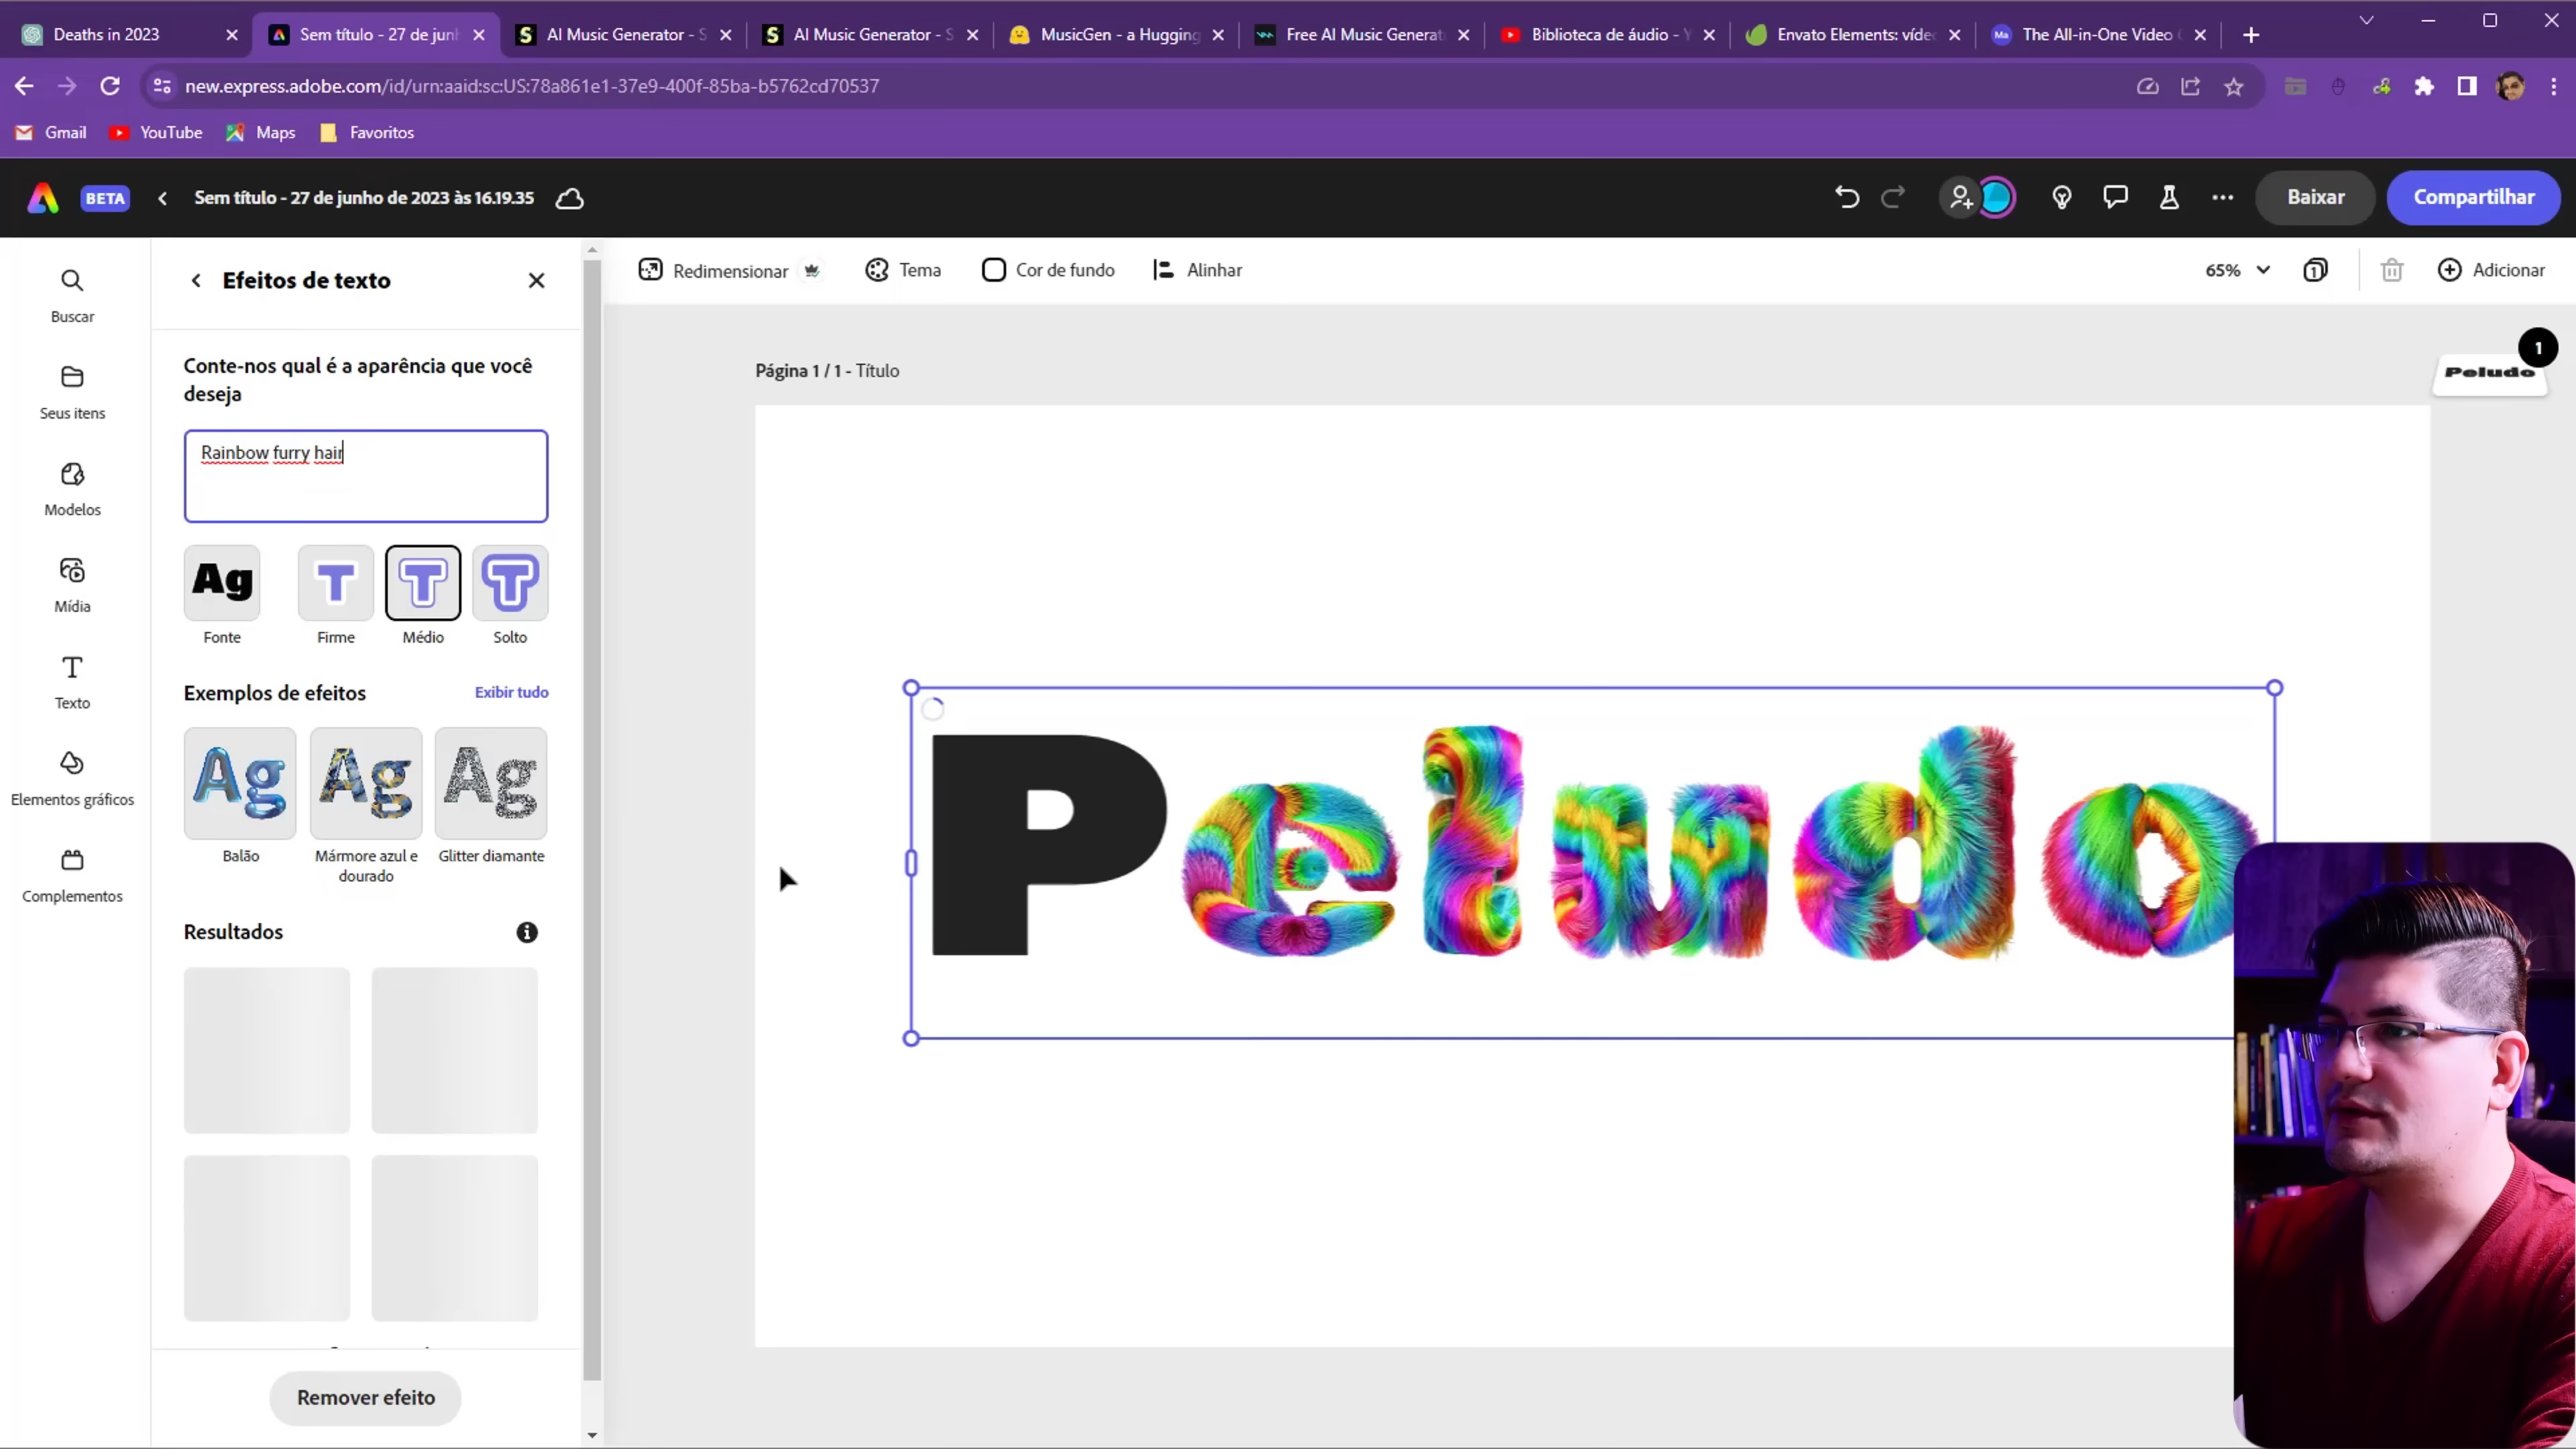 Deaths in 2023
Sem título - 27 de junh
AI Music Generator - S
AI Music Generator - S
MusicGen - a Hugging
Free AI Music Generat
Biblioteca de áudio - Y
Envato Elements: víde
Ma
The All-in-One Video
new.express.adobe.com/id/urn:aaid:sc:US:78a861e1-37e9-400f-85ba-b5762cd70537
Gmail
YouTube
Maps
Favoritos
BETA
Sem título - 27 de junho de 2023 às 16.19.35
Baixar
Compartilhar
Buscar
Seus itens
Modelos
Mídia
Texto
Elementos gráficos
Complementos
Efeitos de texto
Conte-nos qual é a aparência que você
deseja
Rainbow furry hair
Ag
T
T
T
Fonte
Firme
Médio
Solto
Exemplos de efeitos
Exibir tudo
Ag
Ag
Ag
Balão
Mármore azul e
dourado
Glitter diamante
Resultados
Remover efeito
Redimensionar
Tema
Cor de fundo
Alinhar
65%
1
Adicionar
Página 1 / 1 - Título
1
Peludo
Peludo